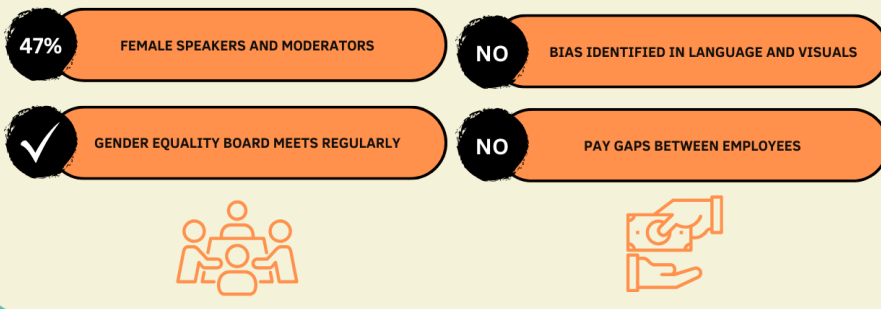 47% FEMALE SPEAKERS AND MODERATORS
NO BIAS IDENTIFIED IN LANGUAGE AND VISUALS
GENDER EQUALITY BOARD MEETS REGULARLY
NO PAY GAPS BETWEEN EMPLOYEES